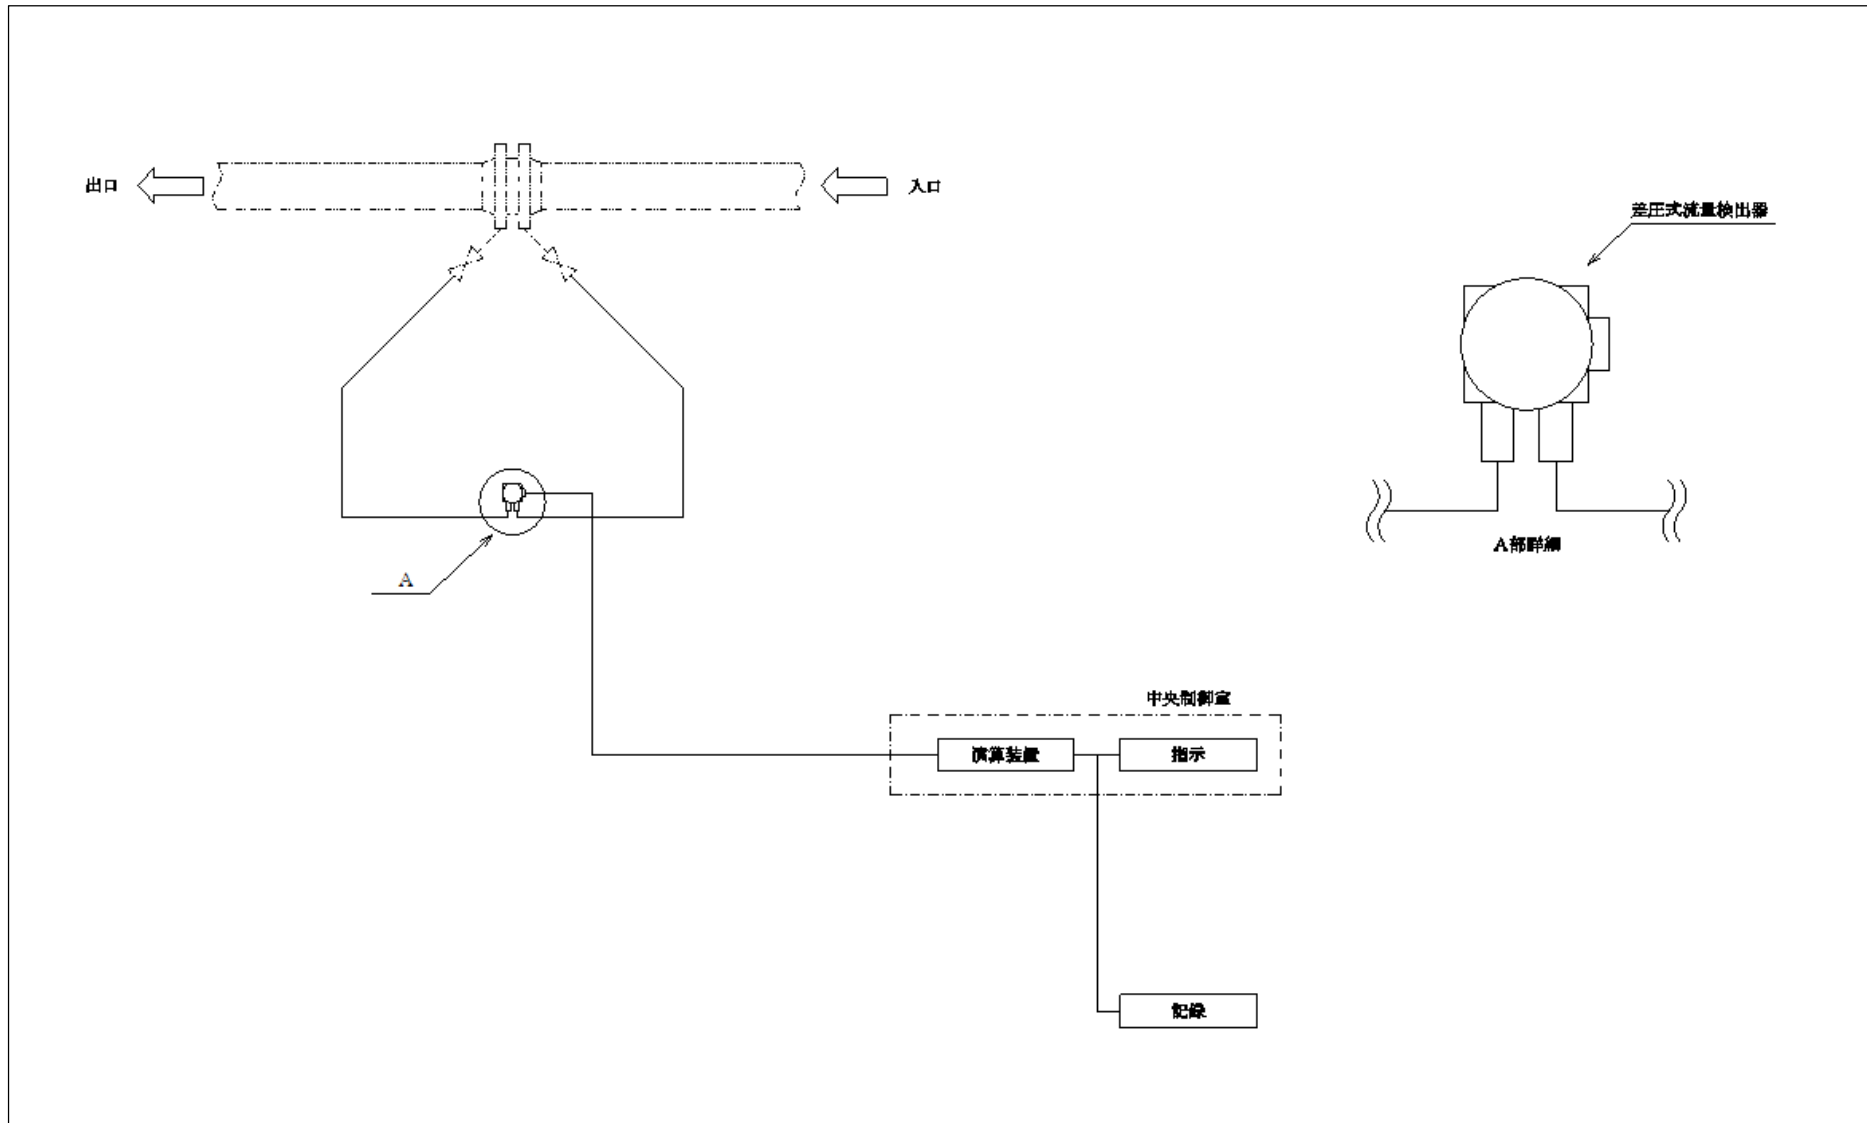 出口
入口
差圧式流量検出器
A部詳細
A
中央制御室
演算装置
指示
記録